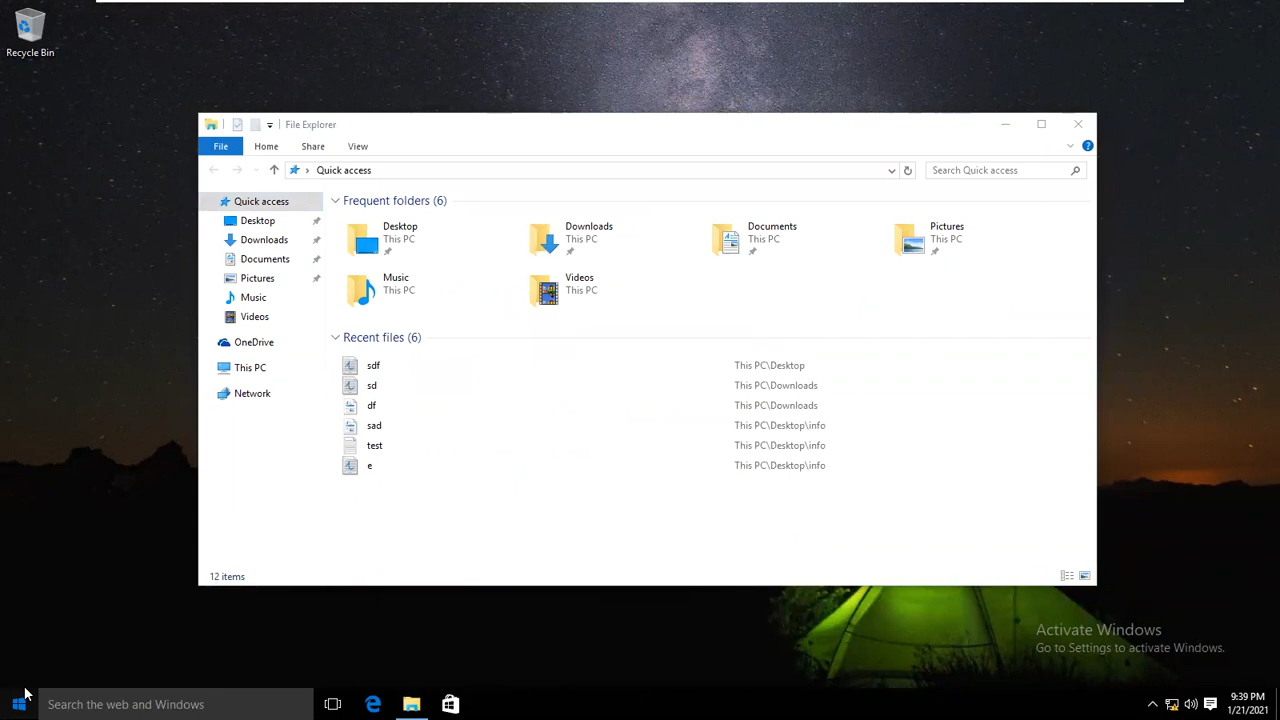 Recycle Bin
File Explorer
File Home Share View
Quick access
Search Quick access
Quick access
Desktop
Downloads
Documents
Pictures
Music
Videos
OneDrive
This PC
Network
Frequent folders (6)
Desktop
This PC
Downloads
This PC
Documents
This PC
Pictures
This PC
Music
This PC
Videos
This PC
Recent files (6)
sdf This PC\Desktop
sd This PC\Downloads
df This PC\Downloads
sad This PC\Desktop\info
test This PC\Desktop\info
e This PC\Desktop\info
12 items
Activate Windows
Go to Settings to activate Windows.
Search the web and Windows
9:39 PM
1/21/2021